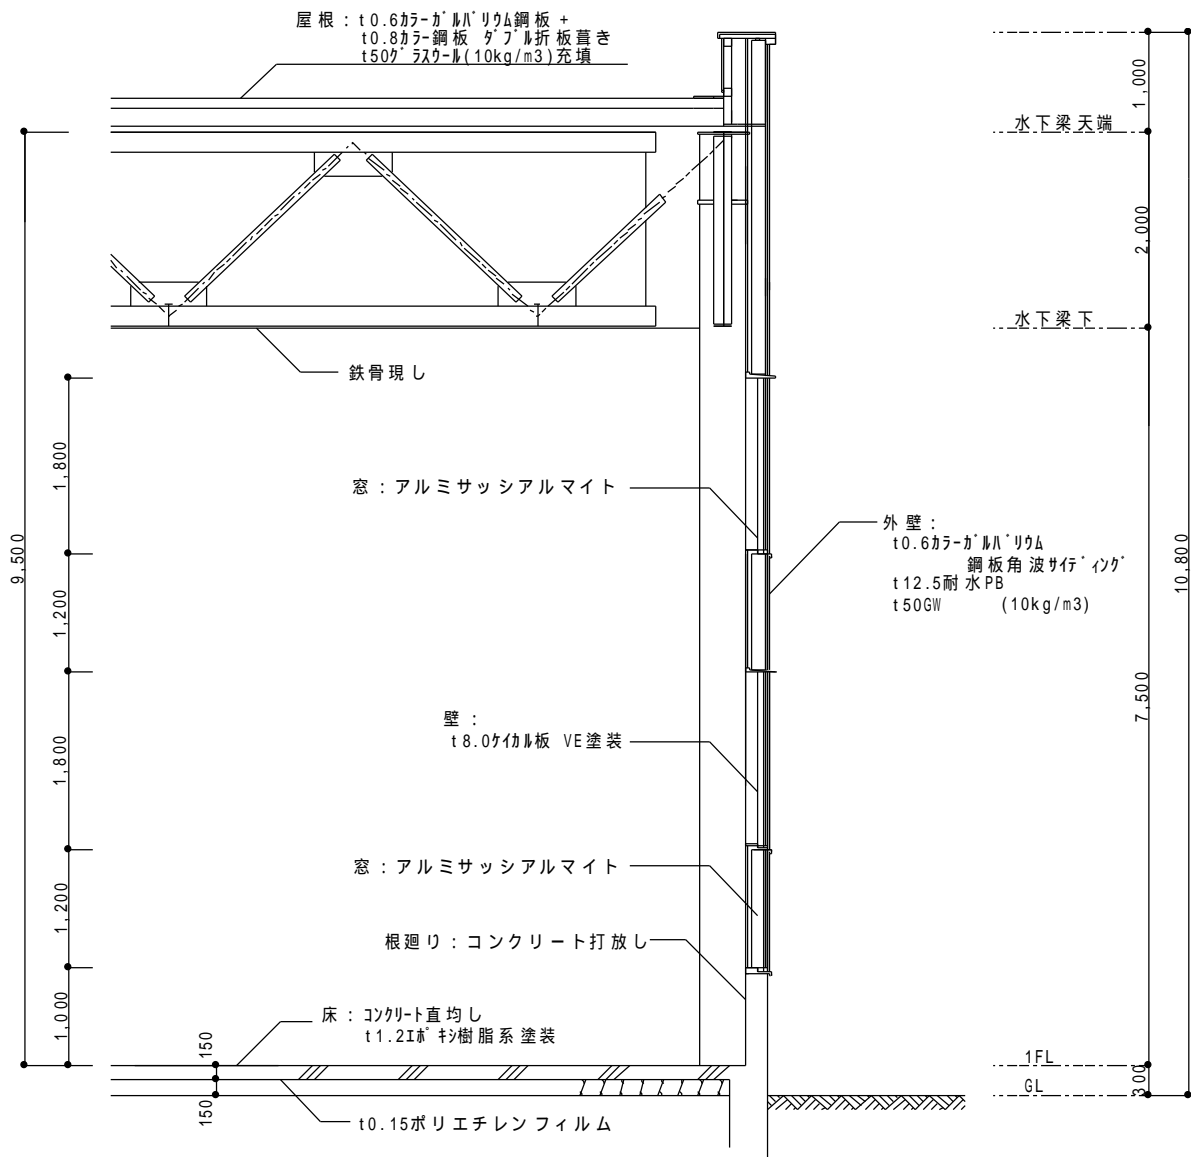 屋根：t0.6カラーガルバリウム鋼板 +
t0.8カラー鋼板 ダブル折板葺き
t50グラスウール(10kg/m3)充填
1,000
水下梁天端
2,000
水下梁下
鉄骨現し
1,800
窓：アルミサッシアルマイト
外壁：
t0.6カラーガルバリウム
鋼板角波サイディング
t12.5耐水PB
t50GW (10kg/m3)
9,500
10,800
1,200
7,500
壁：
t8.0ケイカル板 VE塗装
1,800
窓：アルミサッシアルマイト
1,200
根廻り：コンクリート打放し
1,000
床：コンクリート直均し
t1.2エポキシ樹脂系塗装
150
1FL
300
GL
150
t0.15ポリエチレンフィルム